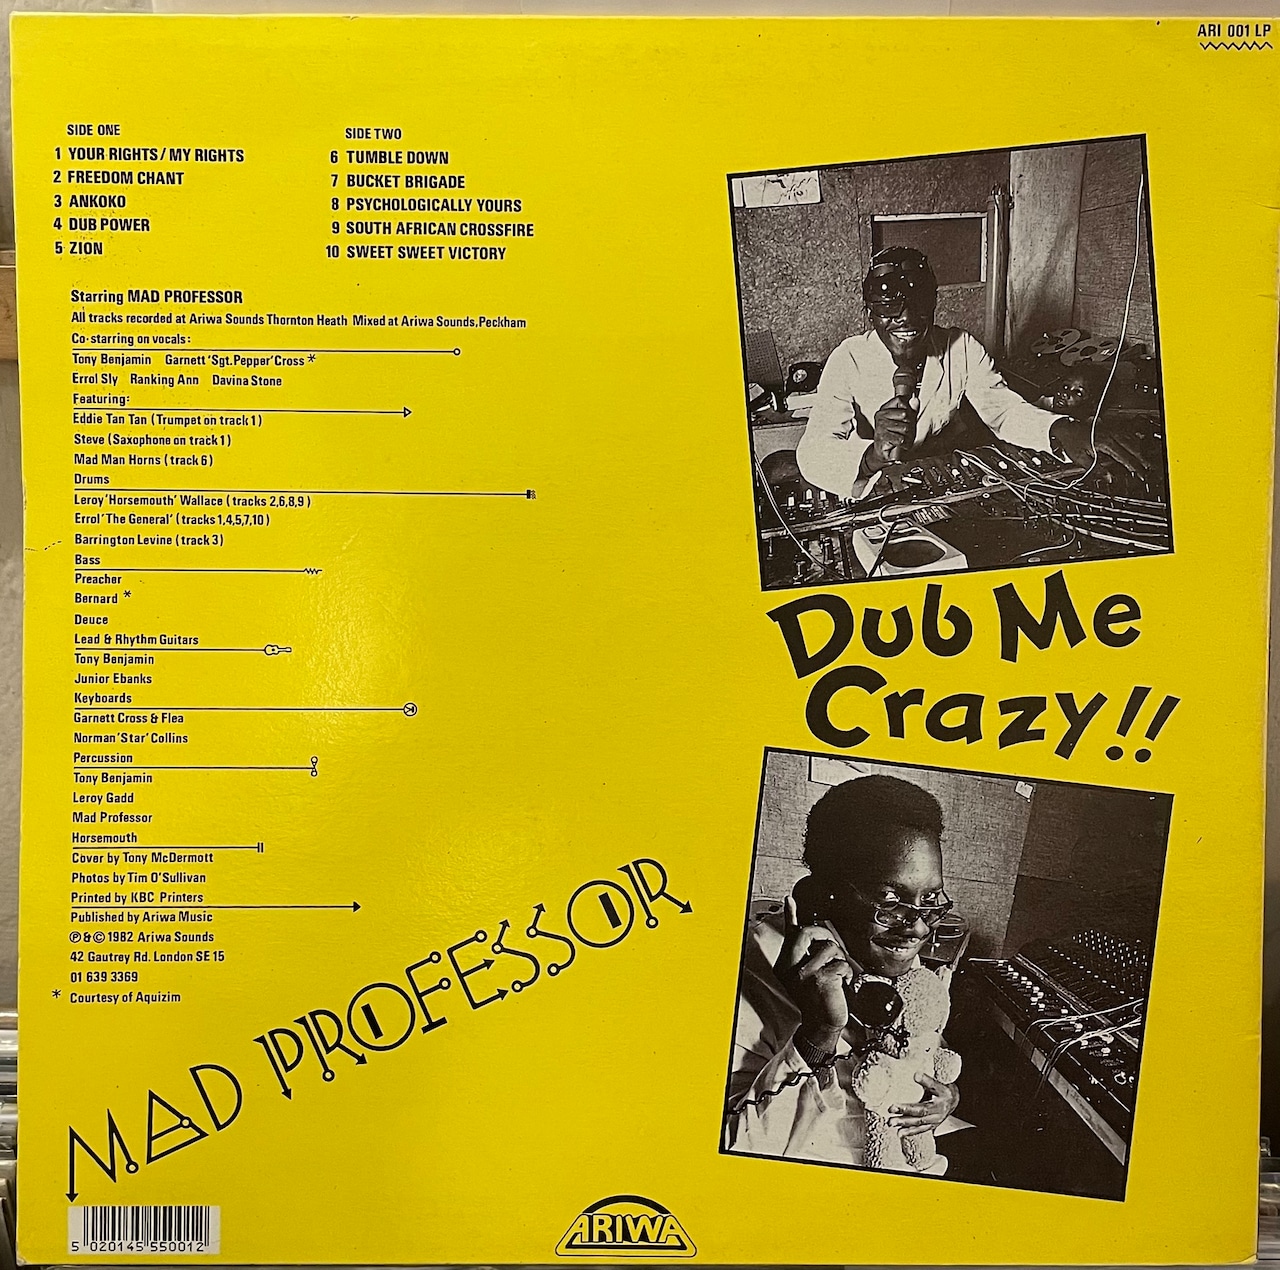 ARI 001 LP
SIDE ONE
1 YOUR RIGHTS / MY RIGHTS
2 FREEDOM CHANT
3 ANKOKO
4 DUB POWER
5 ZION
SIDE TWO
6 TUMBLE DOWN
7 BUCKET BRIGADE
8 PSYCHOLOGICALLY YOURS
9 SOUTH AFRICAN CROSSFIRE
10 SWEET SWEET VICTORY
Starring MAD PROFESSOR
All tracks recorded at Ariwa Sounds Thornton Heath Mixed at Ariwa Sounds, Peckham
Co-starring on vocals:
Tony Benjamin Garnett 'Sgt. Pepper' Cross *
Errol Sly Ranking Ann Davina Stone
Featuring:
Eddie Tan Tan (Trumpet on track 1)
Steve (Saxophone on track 1)
Mad Man Horns (track 6)
Drums
Leroy 'Horsemouth' Wallace (tracks 2,6,8,9)
Errol 'The General' (tracks 1,4,5,7,10)
Barrington Levine (track 3)
Bass
Preacher
Bernard *
Deuce
Lead & Rhythm Guitars
Tony Benjamin
Junior Ebanks
Keyboards
Garnett Cross & Flea
Norman 'Star' Collins
Percussion
Tony Benjamin
Leroy Gadd
Mad Professor
Horsemouth
Cover by Tony McDermott
Photos by Tim O'Sullivan
Printed by KBC Printers
Published by Ariwa Music
℗ & © 1982 Ariwa Sounds
42 Gautrey Rd. London SE 15
01 639 3369
* Courtesy of Aquizim
Dub Me
Crazy!!
MAD PROFESSOR
5 020145 550012
ARIWA